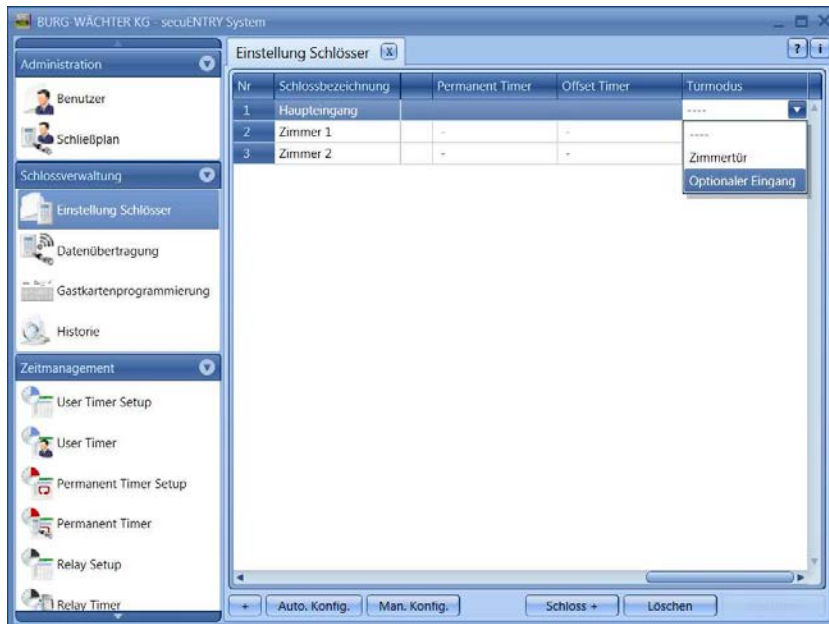 BURG-WÄCHTER KG - secuENTRY System
Administration
Benutzer
Schließplan
Schlossverwaltung
Einstellung Schlösser
Datenübertragung
Gastkartenprogrammierung
Historie
Zeitmanagement
User Timer Setup
User Timer
Permanent Timer Setup
Permanent Timer
Relay Setup
Relay Timer
Einstellung Schlösser X
? i
Nr Schlossbezeichnung Permanent Timer Offset Timer Türmodus
1 Haupteingang ----
2 Zimmer 1 - -
3 Zimmer 2 - -
----
Zimmertür
Optionaler Eingang
+ Auto. Konfig. Man. Konfig. Schloss + Löschen